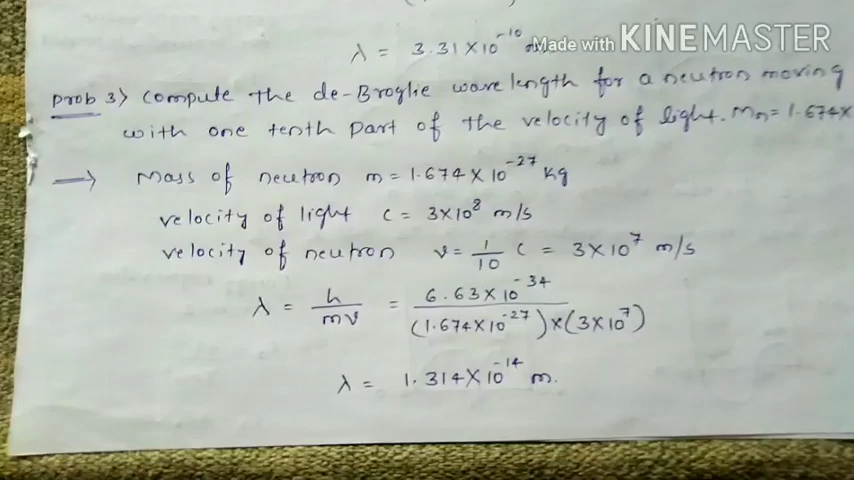 λ = 3.31×10⁻¹⁰
Made with KINEMASTER
Prob 3) Compute the de-Broglie wave length for a neutron moving
with one tenth part of the velocity of light. Mn = 1.674×
→ Mass of neutron m = 1.674×10⁻²⁷ kg
velocity of light c = 3×10⁸ m/s
velocity of neutron v = 1/10 c = 3×10⁷ m/s
λ = h/mv = 6.63×10⁻³⁴/(1.674×10⁻²⁷)×(3×10⁷)
λ = 1.314×10⁻¹⁴ m.